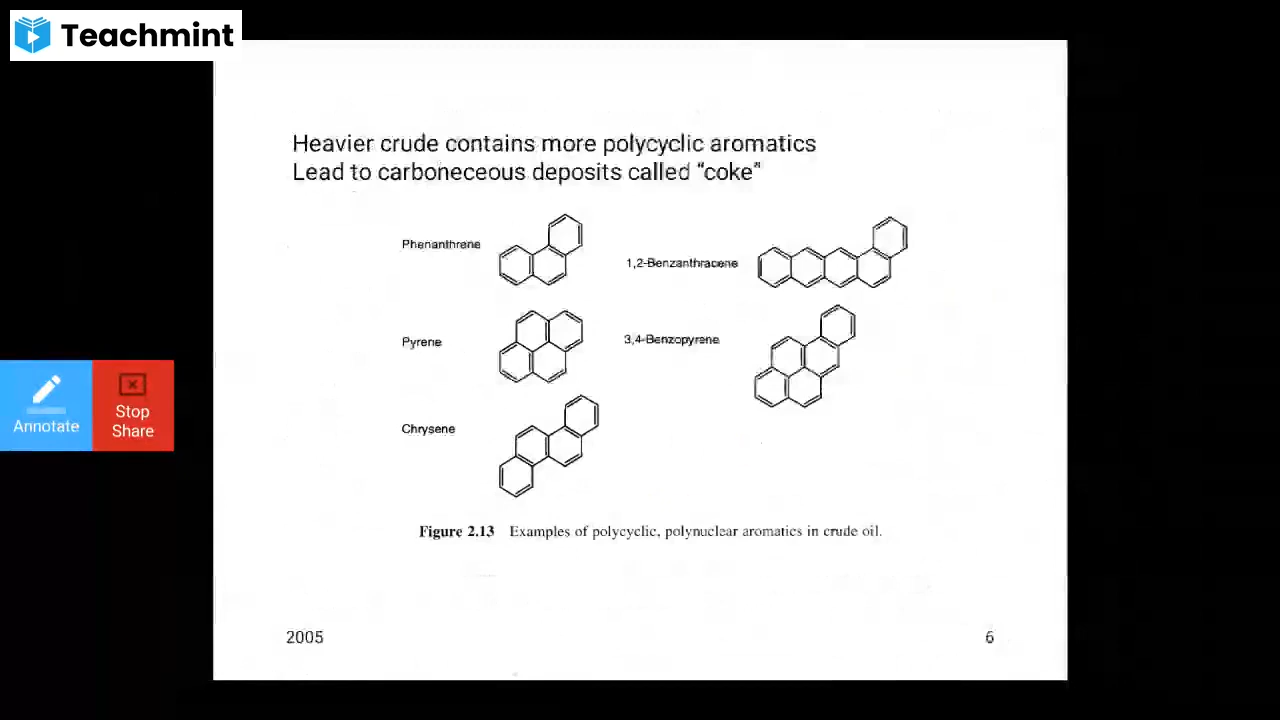 Teachmint
Heavier crude contains more polycyclic aromatics
Lead to carboneceous deposits called “coke”
Phenanthrene
1,2-Benzanthracene
Pyrene
3,4-Benzopyrene
Annotate
Stop
Share
Chrysene
Figure 2.13 Examples of polycyclic, polynuclear aromatics in crude oil.
2005
6